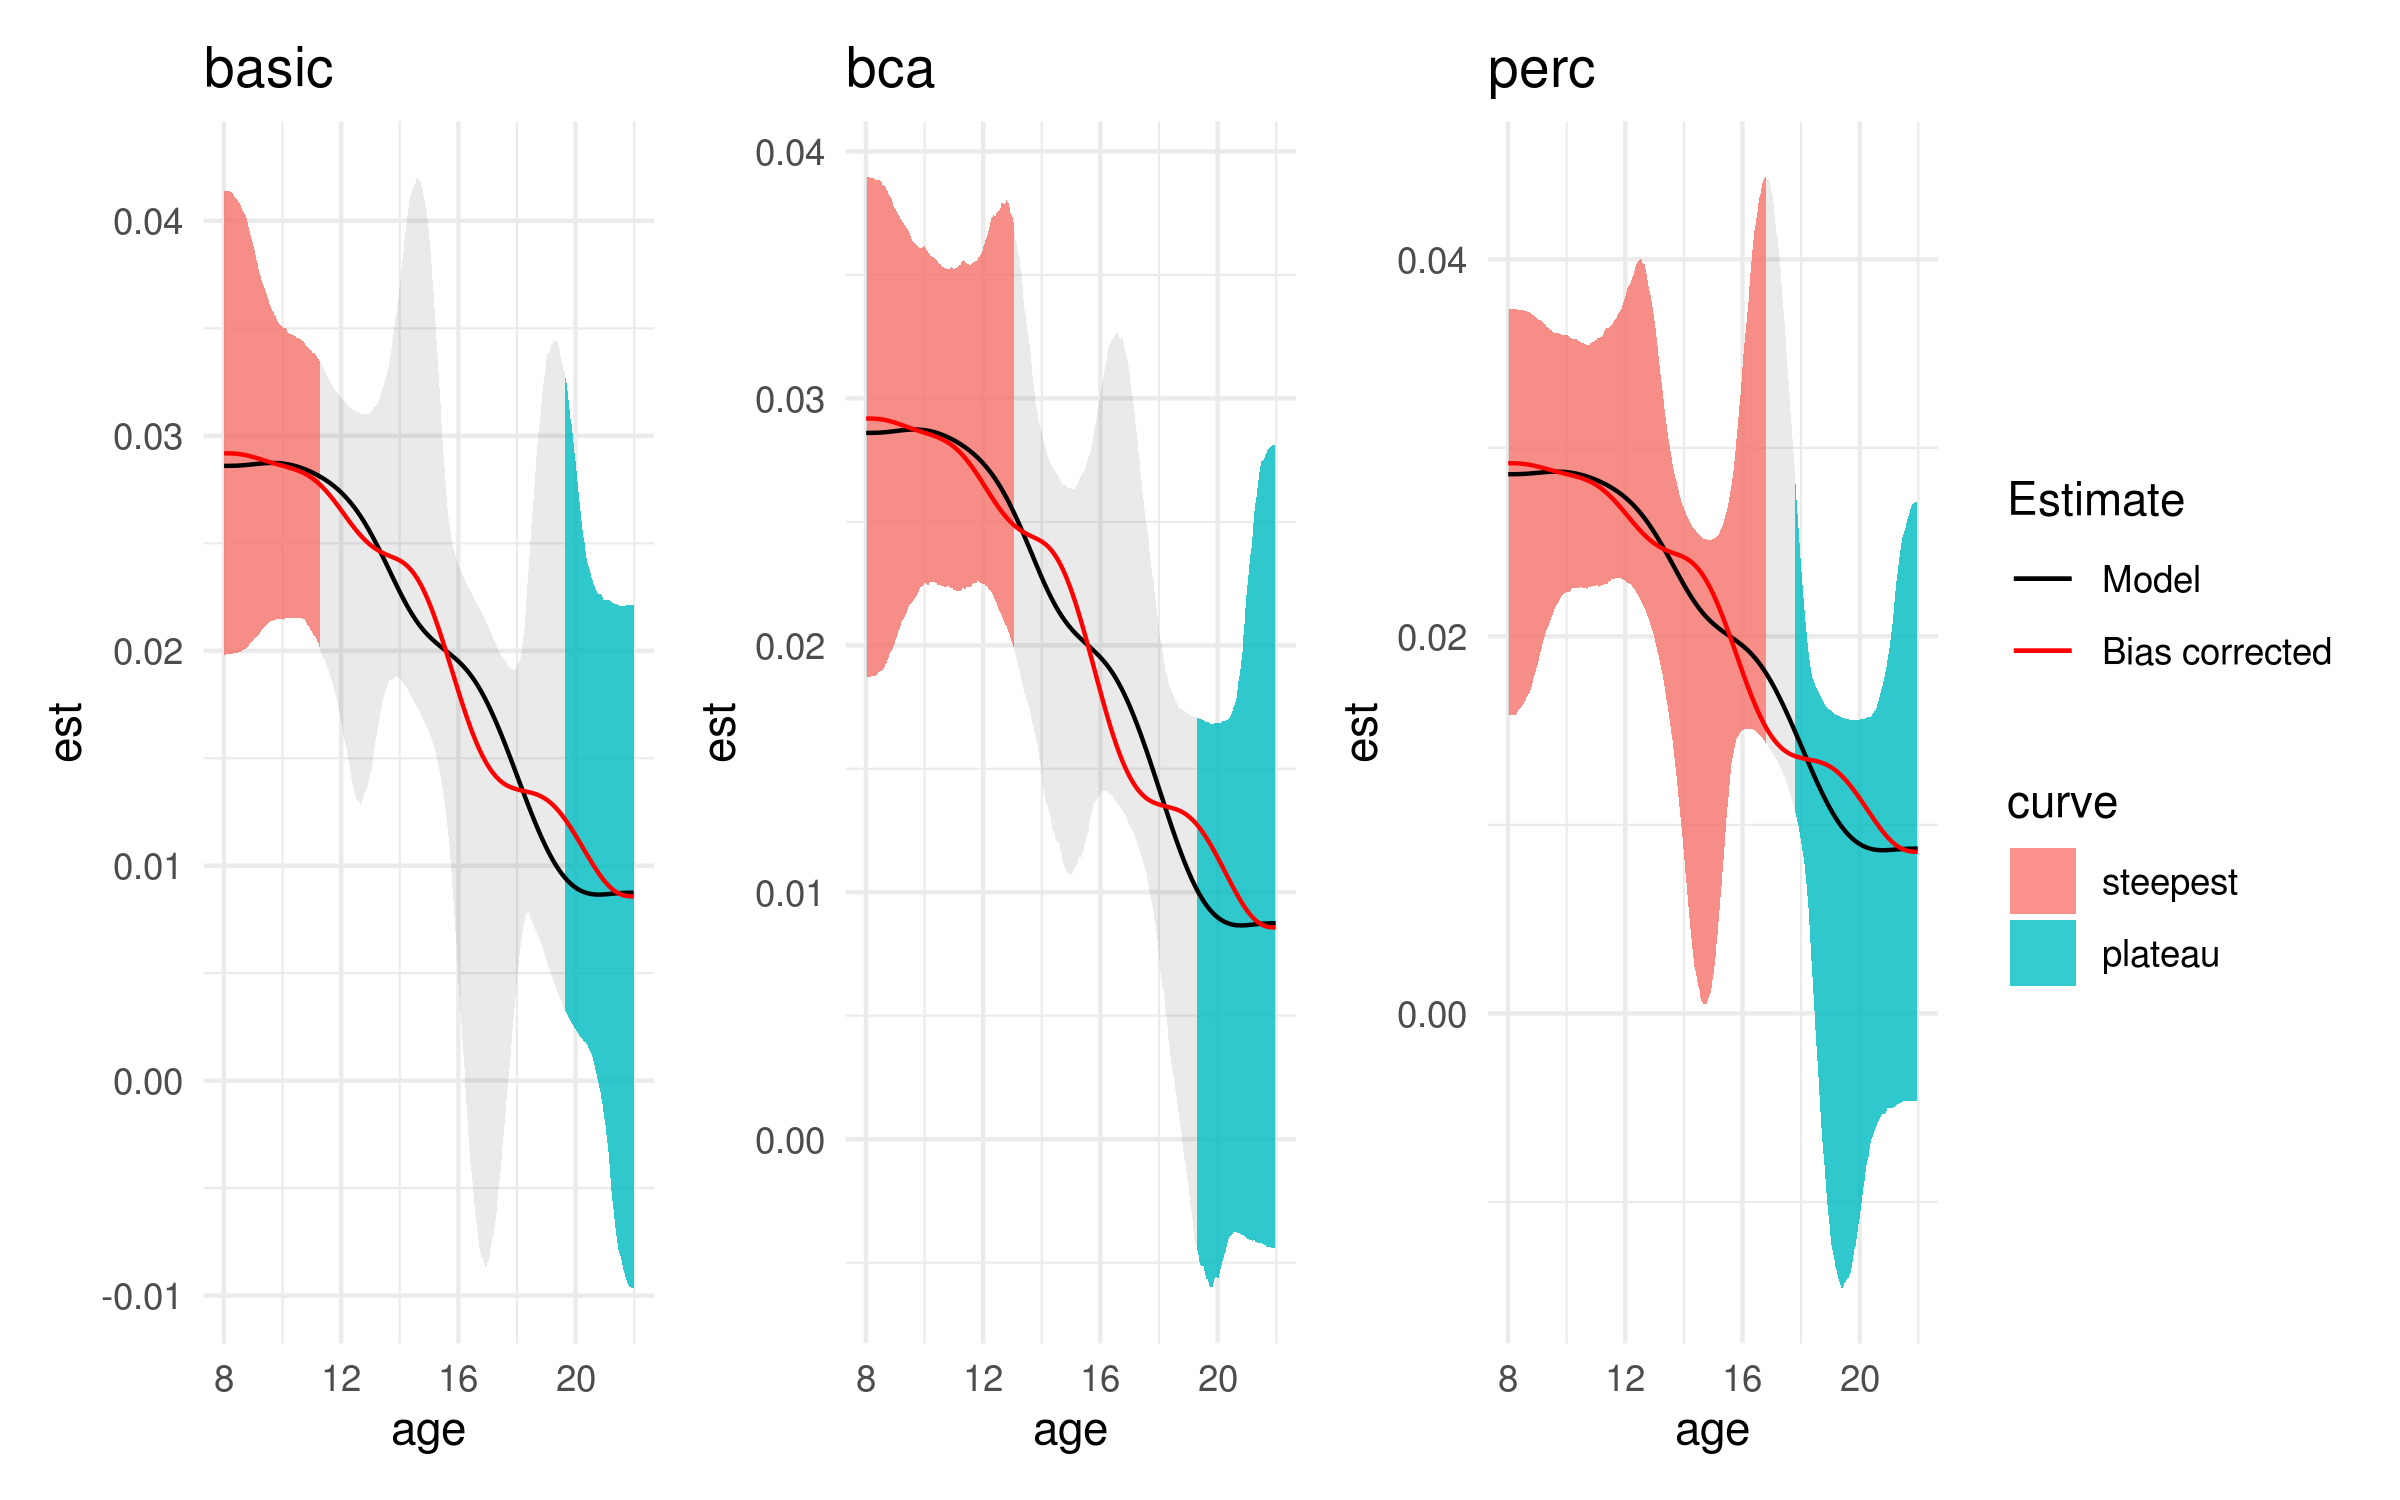 basic
bca
perc
0.04
0.03
0.02
0.01
0.00
-0.01
est
8 12 16 20
age
0.04
0.03
0.02
0.01
0.00
est
8 12 16 20
age
0.04
0.02
0.00
est
8 12 16 20
age
Estimate
Model
Bias corrected
curve
steepest
plateau